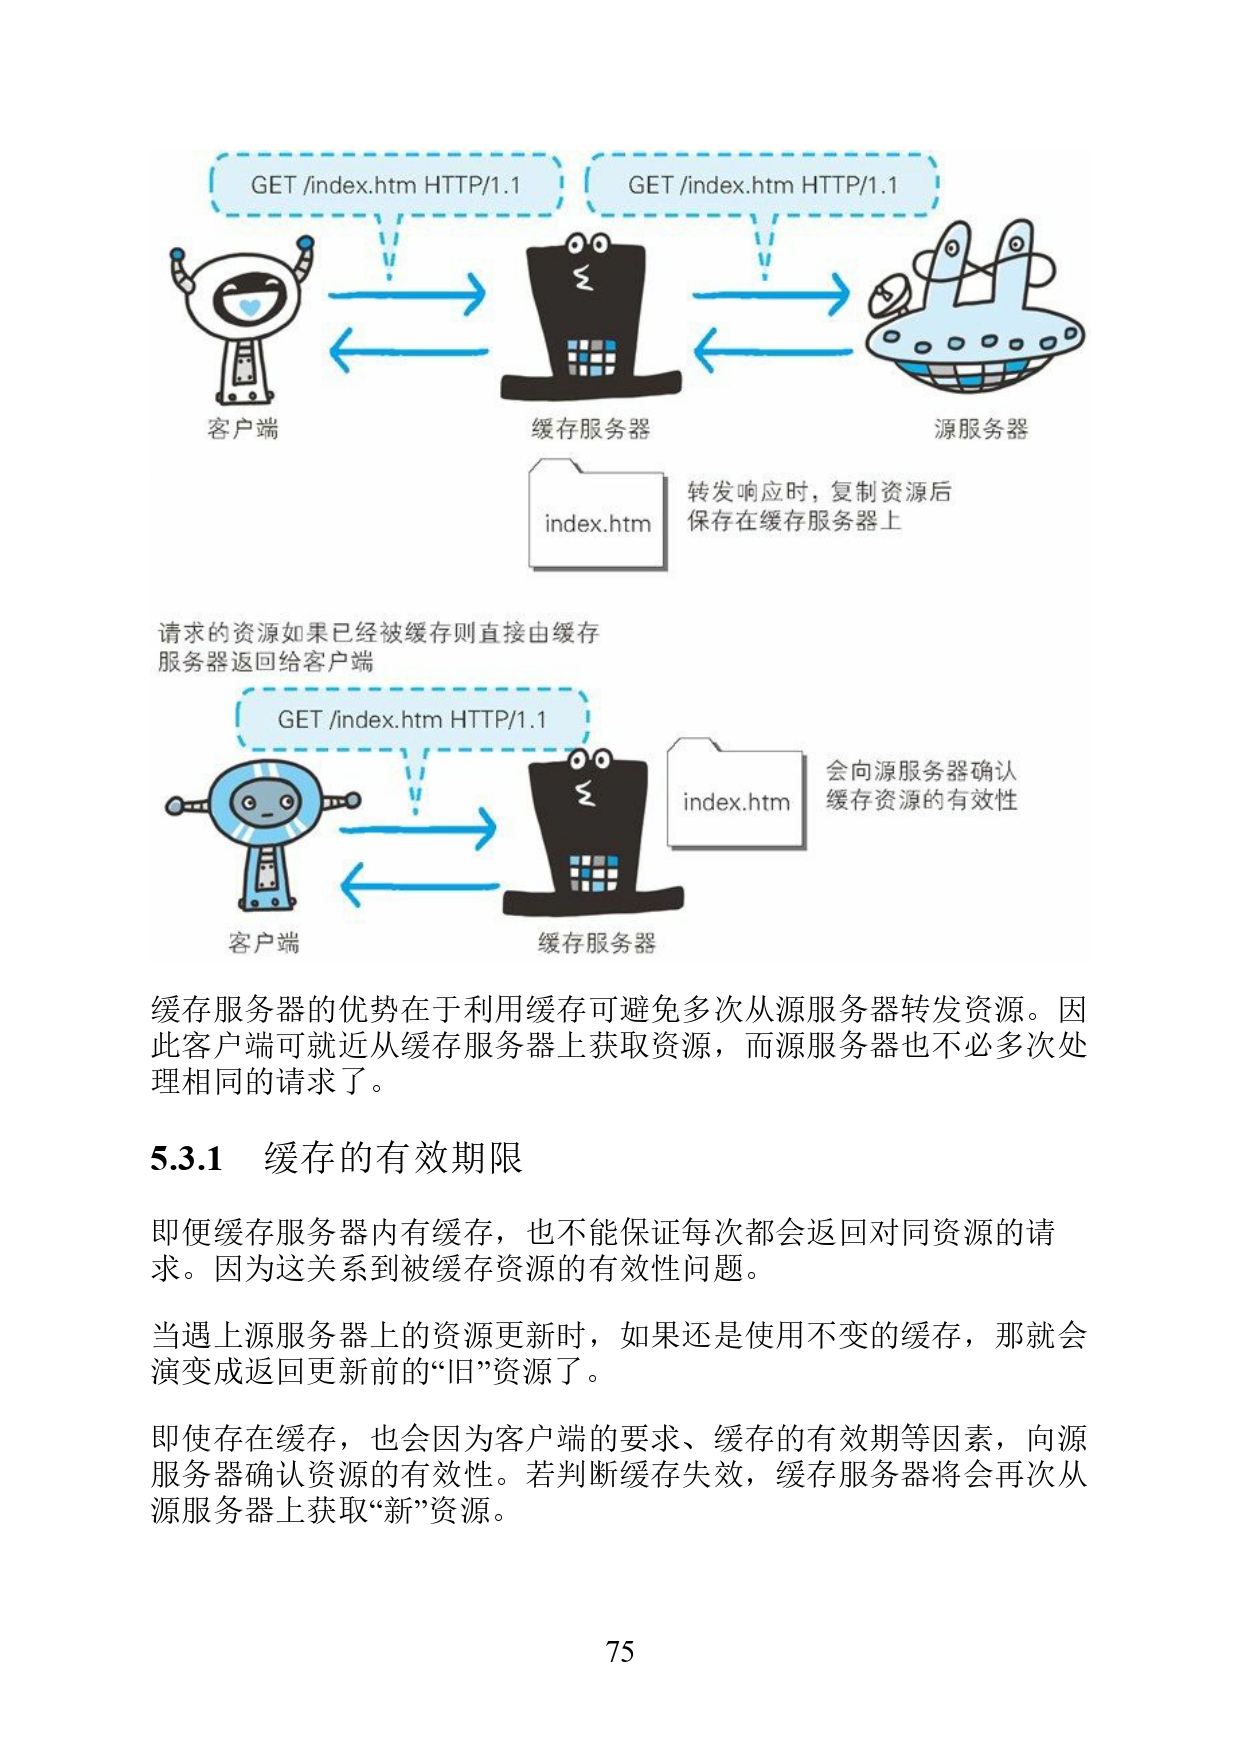 GET /index.htm HTTP/1.1 GET /index.htm HTTP/1.1
客户端 缓存服务器 源服务器
index.htm
转发响应时，复制资源后
保存在缓存服务器上
请求的资源如果已经被缓存则直接由缓存
服务器返回给客户端
GET /index.htm HTTP/1.1
index.htm
会向源服务器确认
缓存资源的有效性
客户端 缓存服务器
缓存服务器的优势在于利用缓存可避免多次从源服务器转发资源。因
此客户端可就近从缓存服务器上获取资源，而源服务器也不必多次处
理相同的请求了。
5.3.1 缓存的有效期限
即便缓存服务器内有缓存，也不能保证每次都会返回对同资源的请
求。因为这关系到被缓存资源的有效性问题。
当遇上源服务器上的资源更新时，如果还是使用不变的缓存，那就会
演变成返回更新前的“旧”资源了。
即使存在缓存，也会因为客户端的要求、缓存的有效期等因素，向源
服务器确认资源的有效性。若判断缓存失效，缓存服务器将会再次从
源服务器上获取“新”资源。
75